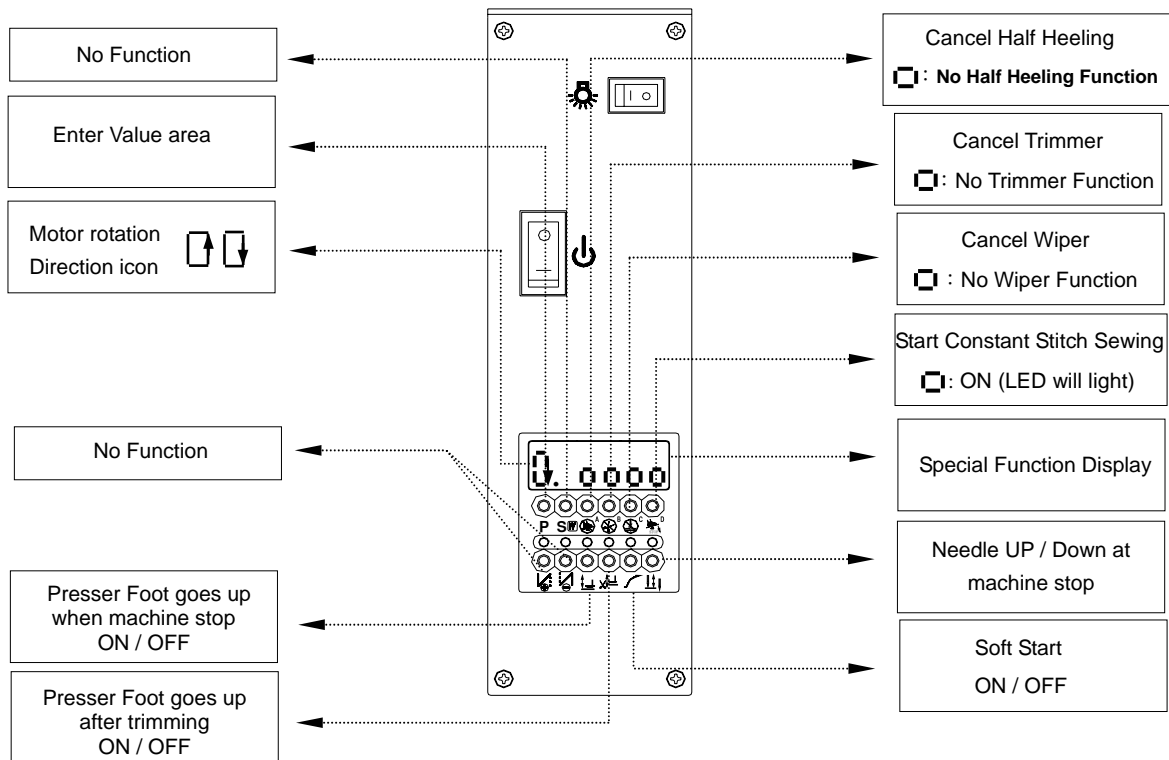 No Function
Enter Value area
Motor rotation
Direction icon
No Function
Presser Foot goes up
when machine stop
ON / OFF
Presser Foot goes up
after trimming
ON / OFF
P S W A B C D
Cancel Half Heeling
: No Half Heeling Function
Cancel Trimmer
: No Trimmer Function
Cancel Wiper
: No Wiper Function
Start Constant Stitch Sewing
: ON (LED will light)
Special Function Display
Needle UP / Down at
machine stop
Soft Start
ON / OFF